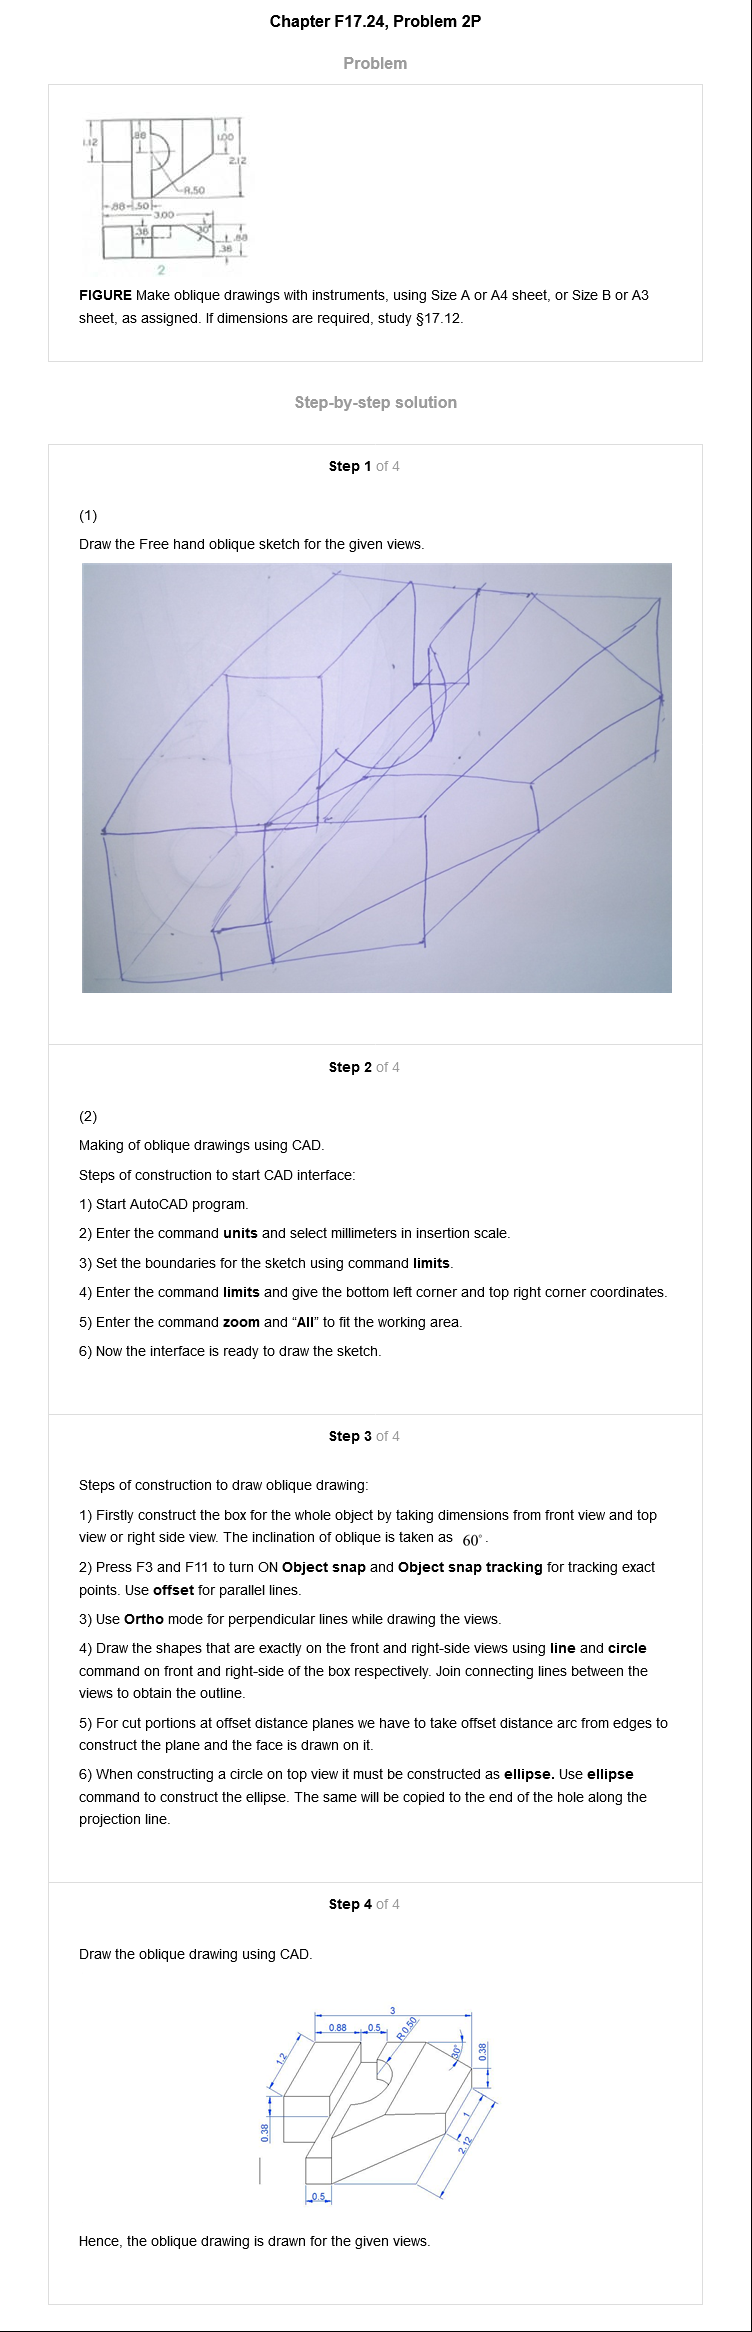 Chapter F17.24, Problem 2P
Problem
1.12
.88
1.00
2.12
R.50
.88
.50
3.00
.38
30°
.88
.38
2
FIGURE Make oblique drawings with instruments, using Size A or A4 sheet, or Size B or A3
sheet, as assigned. If dimensions are required, study §17.12.
Step-by-step solution
Step 1 of 4
(1)
Draw the Free hand oblique sketch for the given views.
Step 2 of 4
(2)
Making of oblique drawings using CAD.
Steps of construction to start CAD interface:
1) Start AutoCAD program.
2) Enter the command units and select millimeters in insertion scale.
3) Set the boundaries for the sketch using command limits.
4) Enter the command limits and give the bottom left corner and top right corner coordinates.
5) Enter the command zoom and “All” to fit the working area.
6) Now the interface is ready to draw the sketch.
Step 3 of 4
Steps of construction to draw oblique drawing:
1) Firstly construct the box for the whole object by taking dimensions from front view and top
view or right side view. The inclination of oblique is taken as 60°.
2) Press F3 and F11 to turn ON Object snap and Object snap tracking for tracking exact
points. Use offset for parallel lines.
3) Use Ortho mode for perpendicular lines while drawing the views.
4) Draw the shapes that are exactly on the front and right-side views using line and circle
command on front and right-side of the box respectively. Join connecting lines between the
views to obtain the outline.
5) For cut portions at offset distance planes we have to take offset distance arc from edges to
construct the plane and the face is drawn on it.
6) When constructing a circle on top view it must be constructed as ellipse. Use ellipse
command to construct the ellipse. The same will be copied to the end of the hole along the
projection line.
Step 4 of 4
Draw the oblique drawing using CAD.
3
0.88
0.5
R0.50
1.2
30°
0.38
0.38
1
2.12
0.5
Hence, the oblique drawing is drawn for the given views.